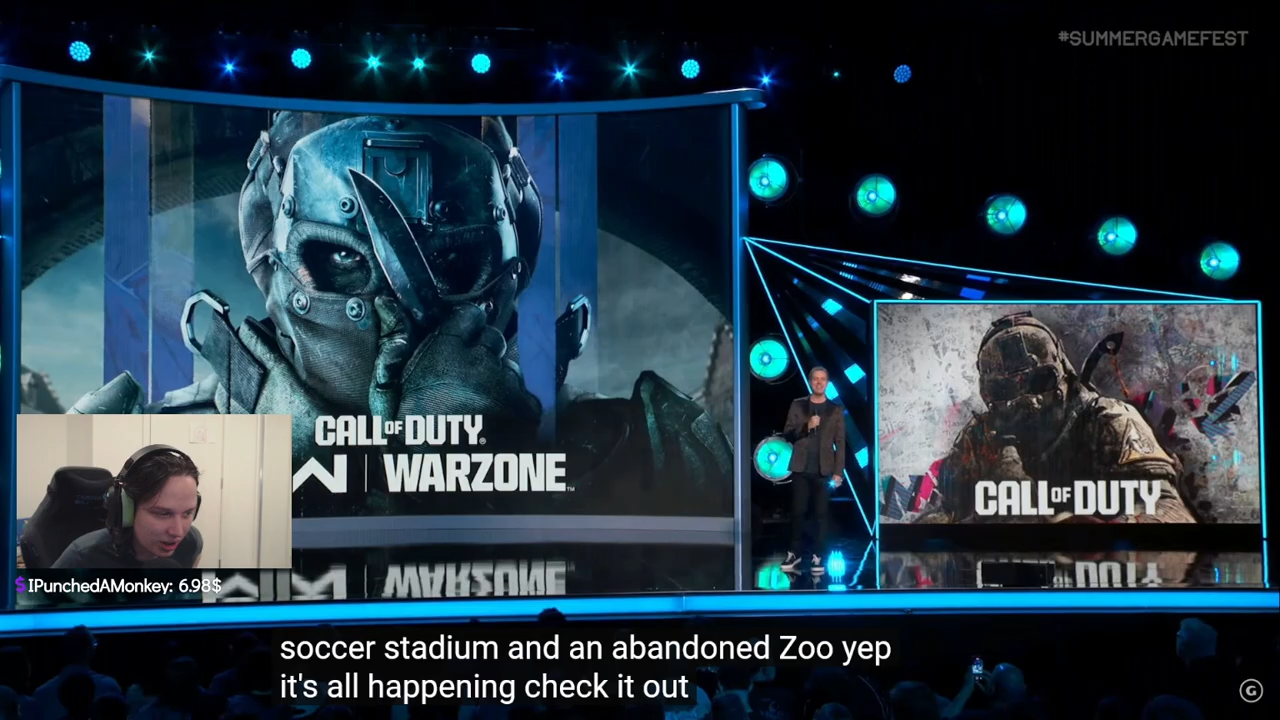 #SUMMERGAMEFEST
CALL OF DUTY®
W | WARZONE™
CALL OF DUTY
$IPunchedAMonkey: 6.98$
soccer stadium and an abandoned Zoo yep
it's all happening check it out
G